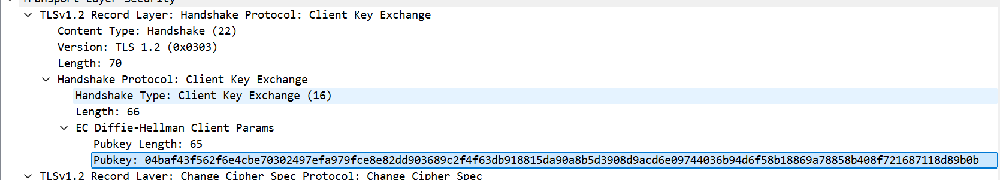 Transport Layer Security
TLSv1.2 Record Layer: Handshake Protocol: Client Key Exchange
Content Type: Handshake (22)
Version: TLS 1.2 (0x0303)
Length: 70
Handshake Protocol: Client Key Exchange
Handshake Type: Client Key Exchange (16)
Length: 66
EC Diffie-Hellman Client Params
Pubkey Length: 65
Pubkey: 04baf43f562f6e4cbe70302497efa979fce8e82dd903689c2f4f63db918815da90a8b5d3908d9acd6e09744036b94d6f58b18869a78858b408f721687118d89b0b
TLSv1.2 Record Layer: Change Cipher Spec Protocol: Change Cipher Spec